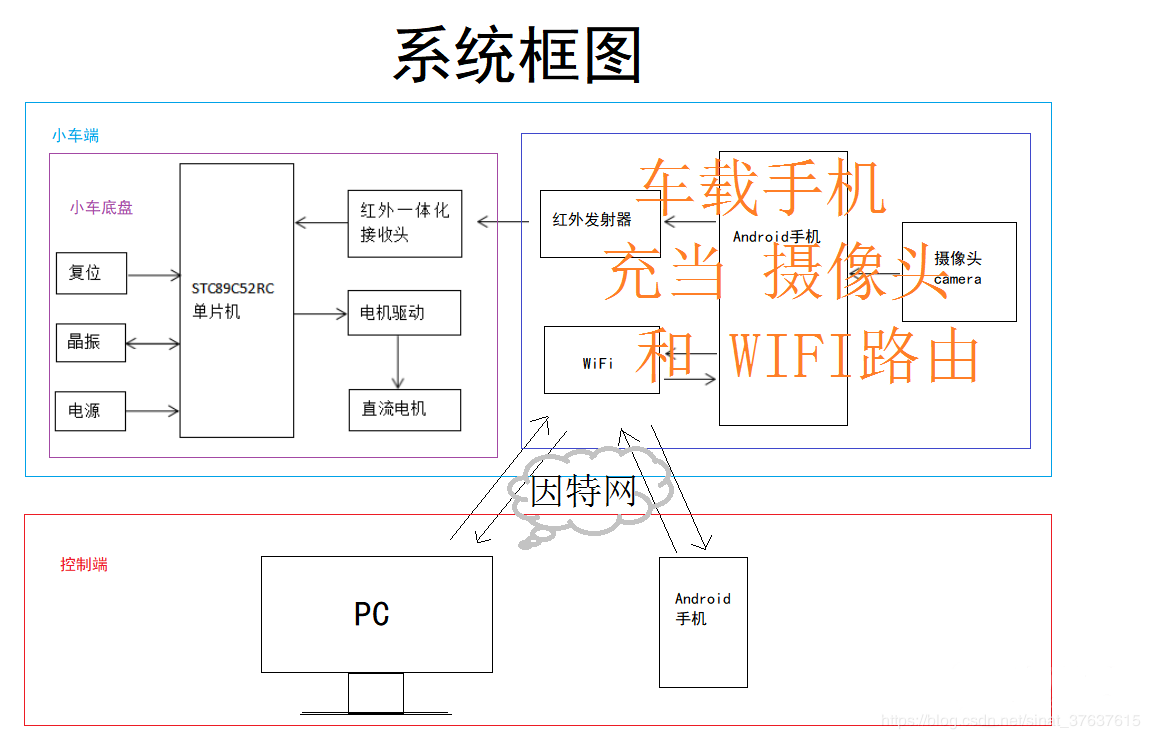 系统框图
小车端
小车底盘
复位
晶振
电源
STC89C52RC
单片机
红外一体化
接收头
电机驱动
直流电机
红外发射器
WiFi
Android手机
摄像头
camera
车载手机
充当 摄像头
和 WIFI路由
因特网
控制端
PC
Android
手机
https://blog.csdn.net/sinat_37637615